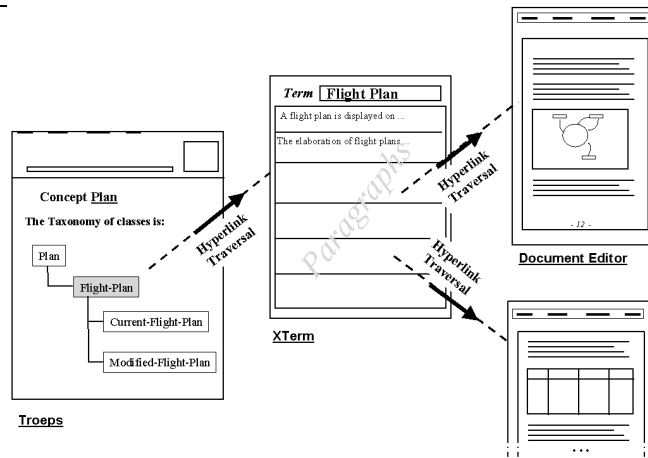 Concept Plan
The Taxonomy of classes is:
Plan
Flight-Plan
Current-Flight-Plan
Modified-Flight-Plan
Troeps
Hyperlink
Traversal
Term Flight Plan
A flight plan is displayed on ...
The elaboration of flight plans....
Paragraphs
XTerm
Hyperlink
Traversal
Hyperlink
Traversal
- 12 -
Document Editor
...